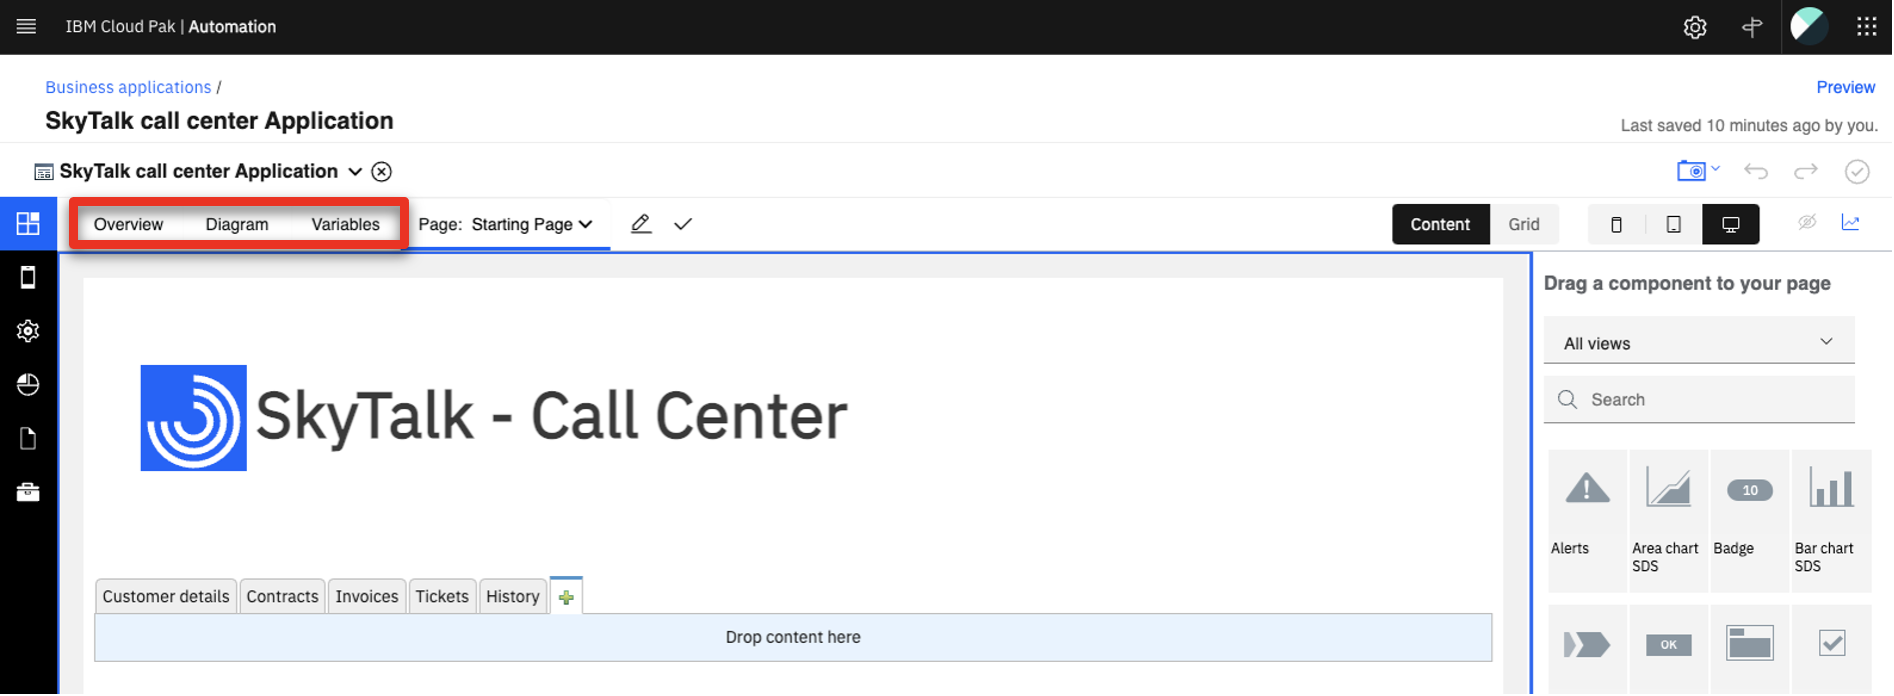 IBM Cloud Pak | Automation
Business applications /
Preview
SkyTalk call center Application
Last saved 10 minutes ago by you.
SkyTalk call center Application
Overview Diagram Variables Page: Starting Page Content Grid
Drag a component to your page
All views
Search
SkyTalk - Call Center
10
Alerts Area chart SDS Badge Bar chart SDS
Customer details Contracts Invoices Tickets History
Drop content here
OK